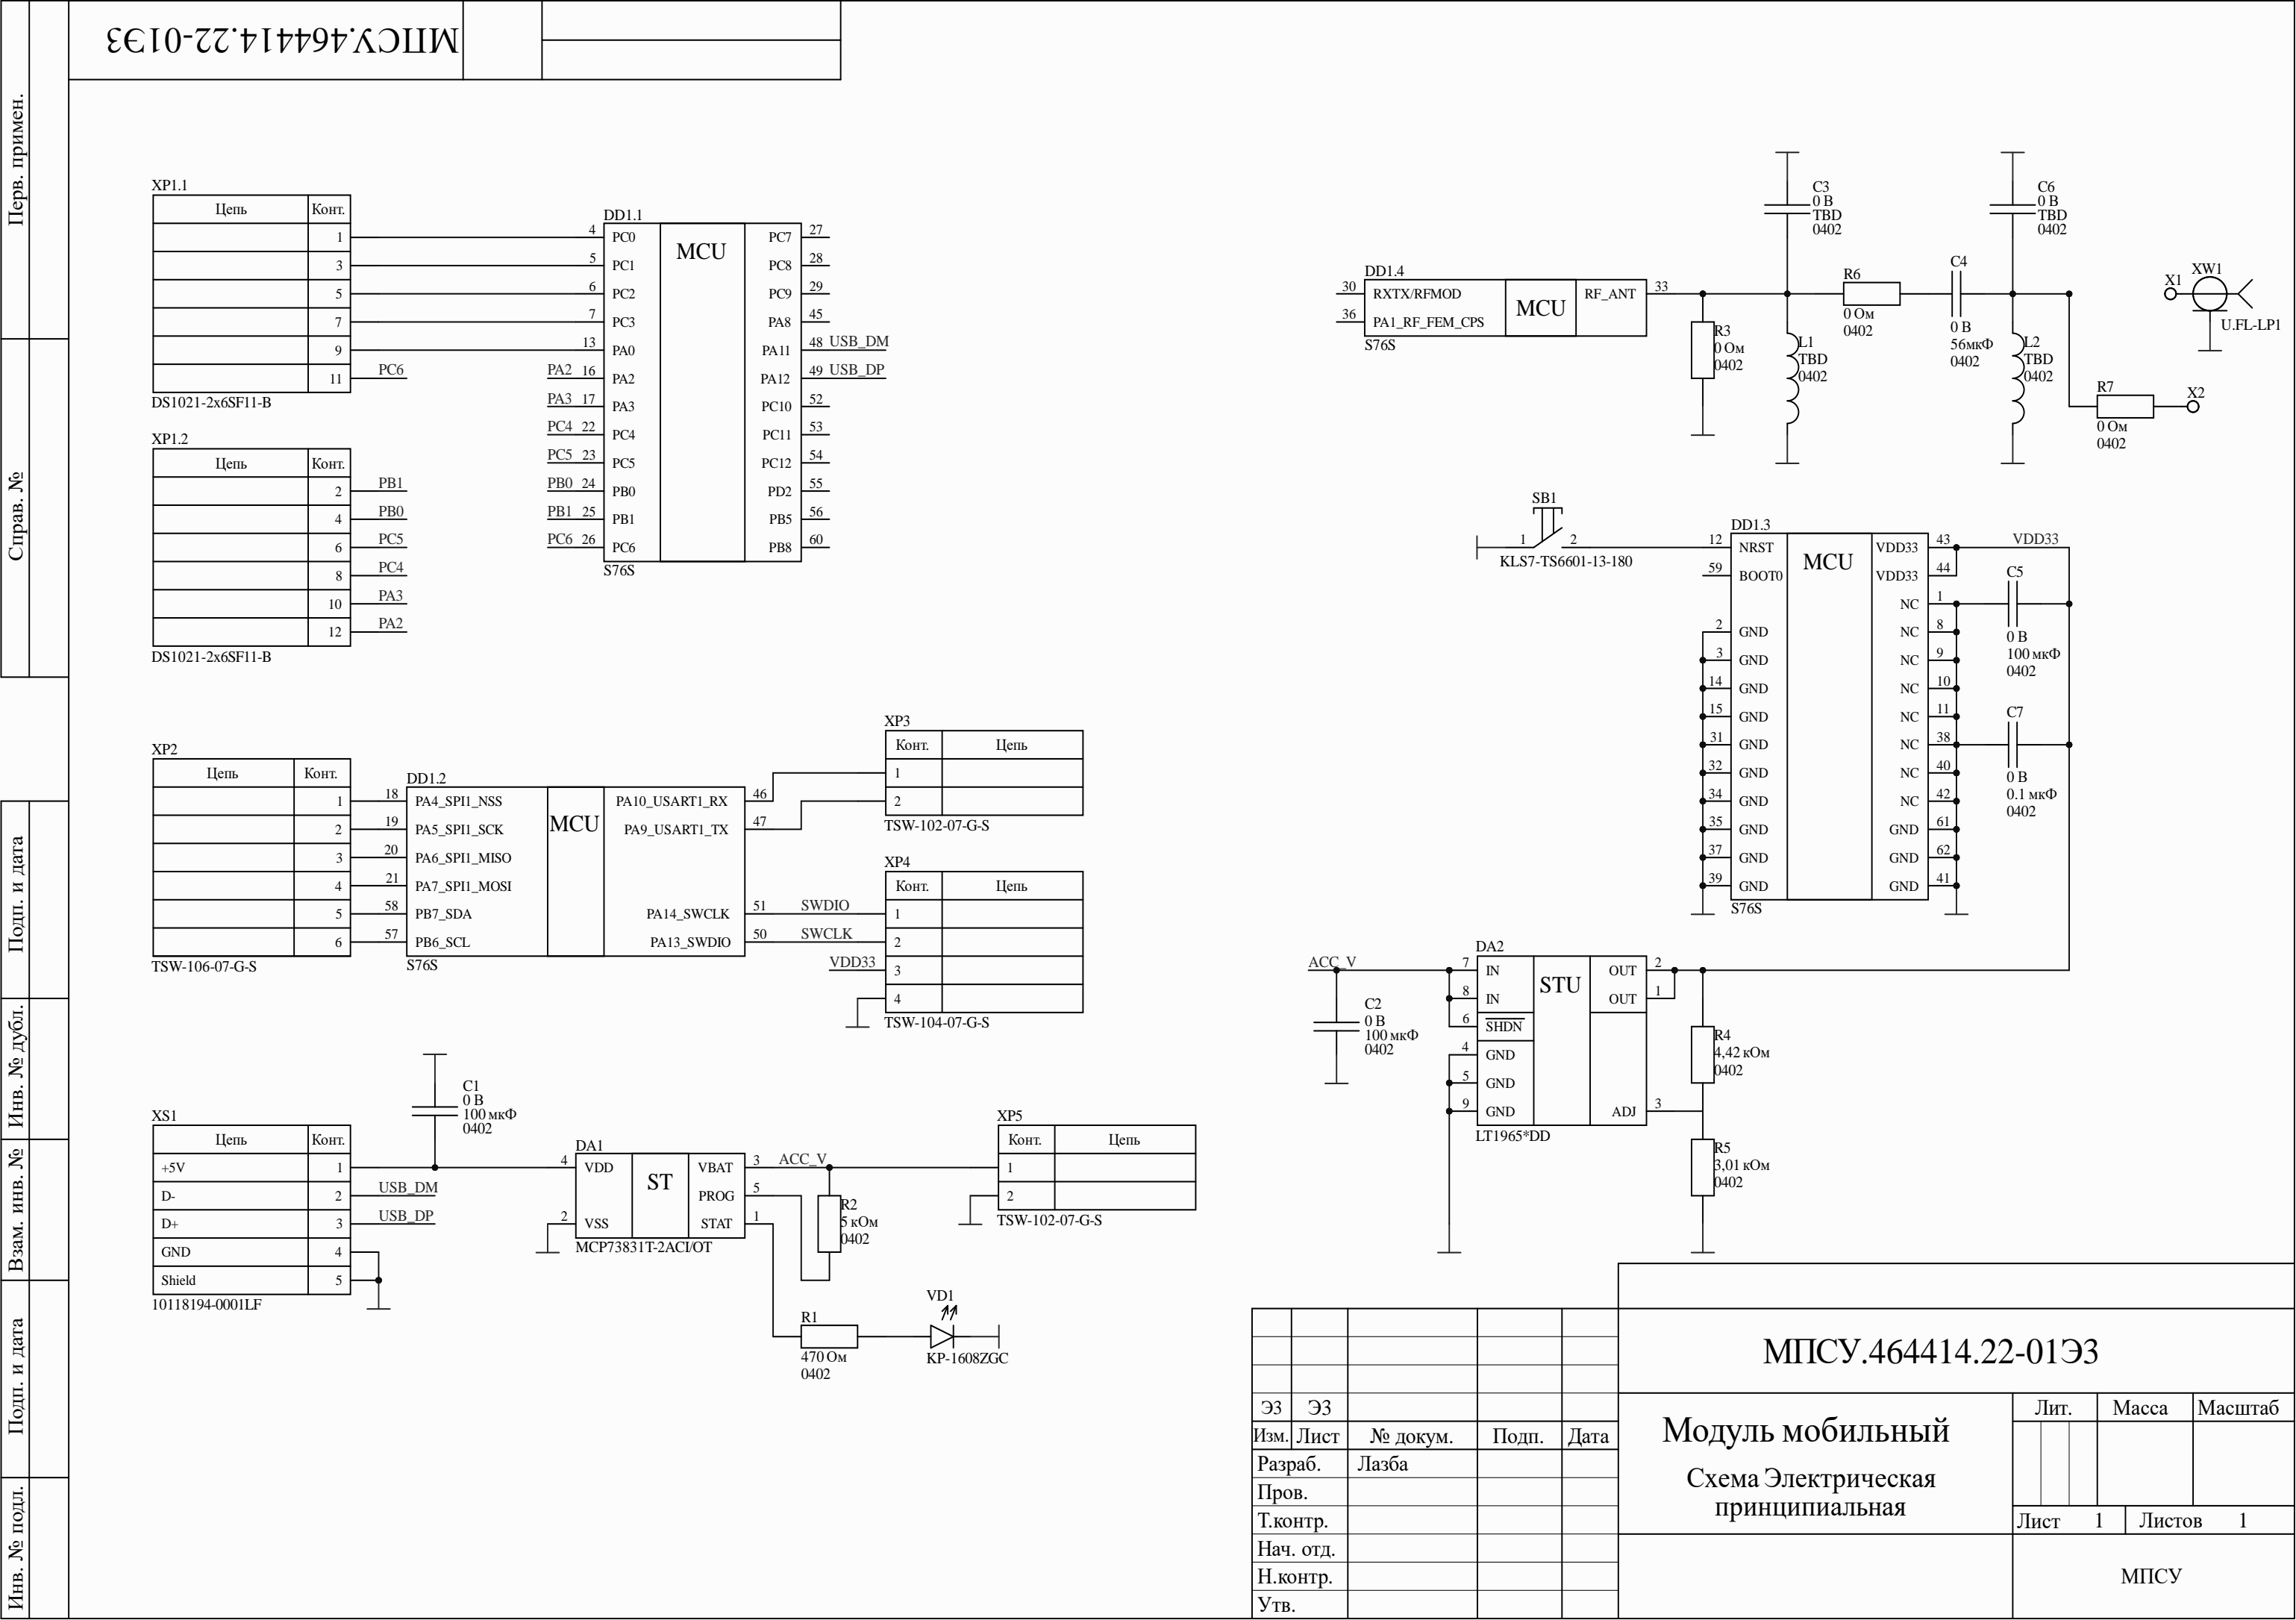 МПСУ.464414.22-01Э3
Перв. примен.
Справ. №
Подп. и дата
Инв. № дубл.
Взам. инв. №
Подп. и дата
Инв. № подл.
XP1.1
Цепь Конт.
1
3
5
7
9
11 PC6
DS1021-2x6SF11-B
XP1.2
Цепь Конт.
2 PB1
4 PB0
6 PC5
8 PC4
10 PA3
12 PA2
DS1021-2x6SF11-B
DD1.1
MCU
4 PC0 PC7 27
5 PC1 PC8 28
6 PC2 PC9 29
7 PC3 PA8 45
13 PA0 PA11 48 USB_DM
PA2 16 PA2 PA12 49 USB_DP
PA3 17 PA3 PC10 52
PC4 22 PC4 PC11 53
PC5 23 PC5 PC12 54
PB0 24 PB0 PD2 55
PB1 25 PB1 PB5 56
PC6 26 PC6 PB8 60
S76S
XP2
Цепь Конт.
1
2
3
4
5
6
TSW-106-07-G-S
DD1.2
MCU
18 PA4_SPI1_NSS PA10_USART1_RX 46
19 PA5_SPI1_SCK PA9_USART1_TX 47
20 PA6_SPI1_MISO
21 PA7_SPI1_MOSI
58 PB7_SDA PA14_SWCLK 51 SWDIO
57 PB6_SCL PA13_SWDIO 50 SWCLK
S76S
XP3
Конт. Цепь
1
2
TSW-102-07-G-S
XP4
Конт. Цепь
1
2
VDD33 3
4
TSW-104-07-G-S
C1
0 В
100 мкФ
0402
XS1
Цепь Конт.
+5V 1
D- 2 USB_DM
D+ 3 USB_DP
GND 4
Shield 5
10118194-0001LF
DA1
ST
4 VDD VBAT 3 ACC_V
PROG 5
2 VSS STAT 1
MCP73831T-2ACI/OT
R2
5 кОм
0402
XP5
Конт. Цепь
1
2
TSW-102-07-G-S
R1
470 Ом
0402
VD1
KP-1608ZGC
DD1.4
MCU
30 RXTX/RFMOD RF_ANT 33
36 PA1_RF_FEM_CPS
S76S
R3
0 Ом
0402
C3
0 В
TBD
0402
L1
TBD
0402
R6
0 Ом
0402
C4
0 В
56мкФ
0402
C6
0 В
TBD
0402
L2
TBD
0402
R7
0 Ом
0402
X2
X1
XW1
U.FL-LP1
SB1
1 2
KLS7-TS6601-13-180
DD1.3
MCU
12 NRST VDD33 43 VDD33
59 BOOT0 VDD33 44
NC 1
2 GND NC 8
3 GND NC 9
14 GND NC 10
15 GND NC 11
31 GND NC 38
32 GND NC 40
34 GND NC 42
35 GND GND 61
37 GND GND 62
39 GND GND 41
S76S
C5
0 В
100 мкФ
0402
C7
0 В
0.1 мкФ
0402
ACC_V
C2
0 В
100 мкФ
0402
DA2
STU
7 IN OUT 2
8 IN OUT 1
6 SHDN
4 GND
5 GND
9 GND ADJ 3
LT1965*DD
R4
4,42 кОм
0402
R5
3,01 кОм
0402
МПСУ.464414.22-01Э3
Э3 Э3
Изм. Лист № докум. Подп. Дата
Разраб. Лазба
Пров.
Т.контр.
Нач. отд.
Н.контр.
Утв.
Модуль мобильный
Схема Электрическая
принципиальная
Лит. Масса Масштаб
Лист 1 Листов 1
МПСУ